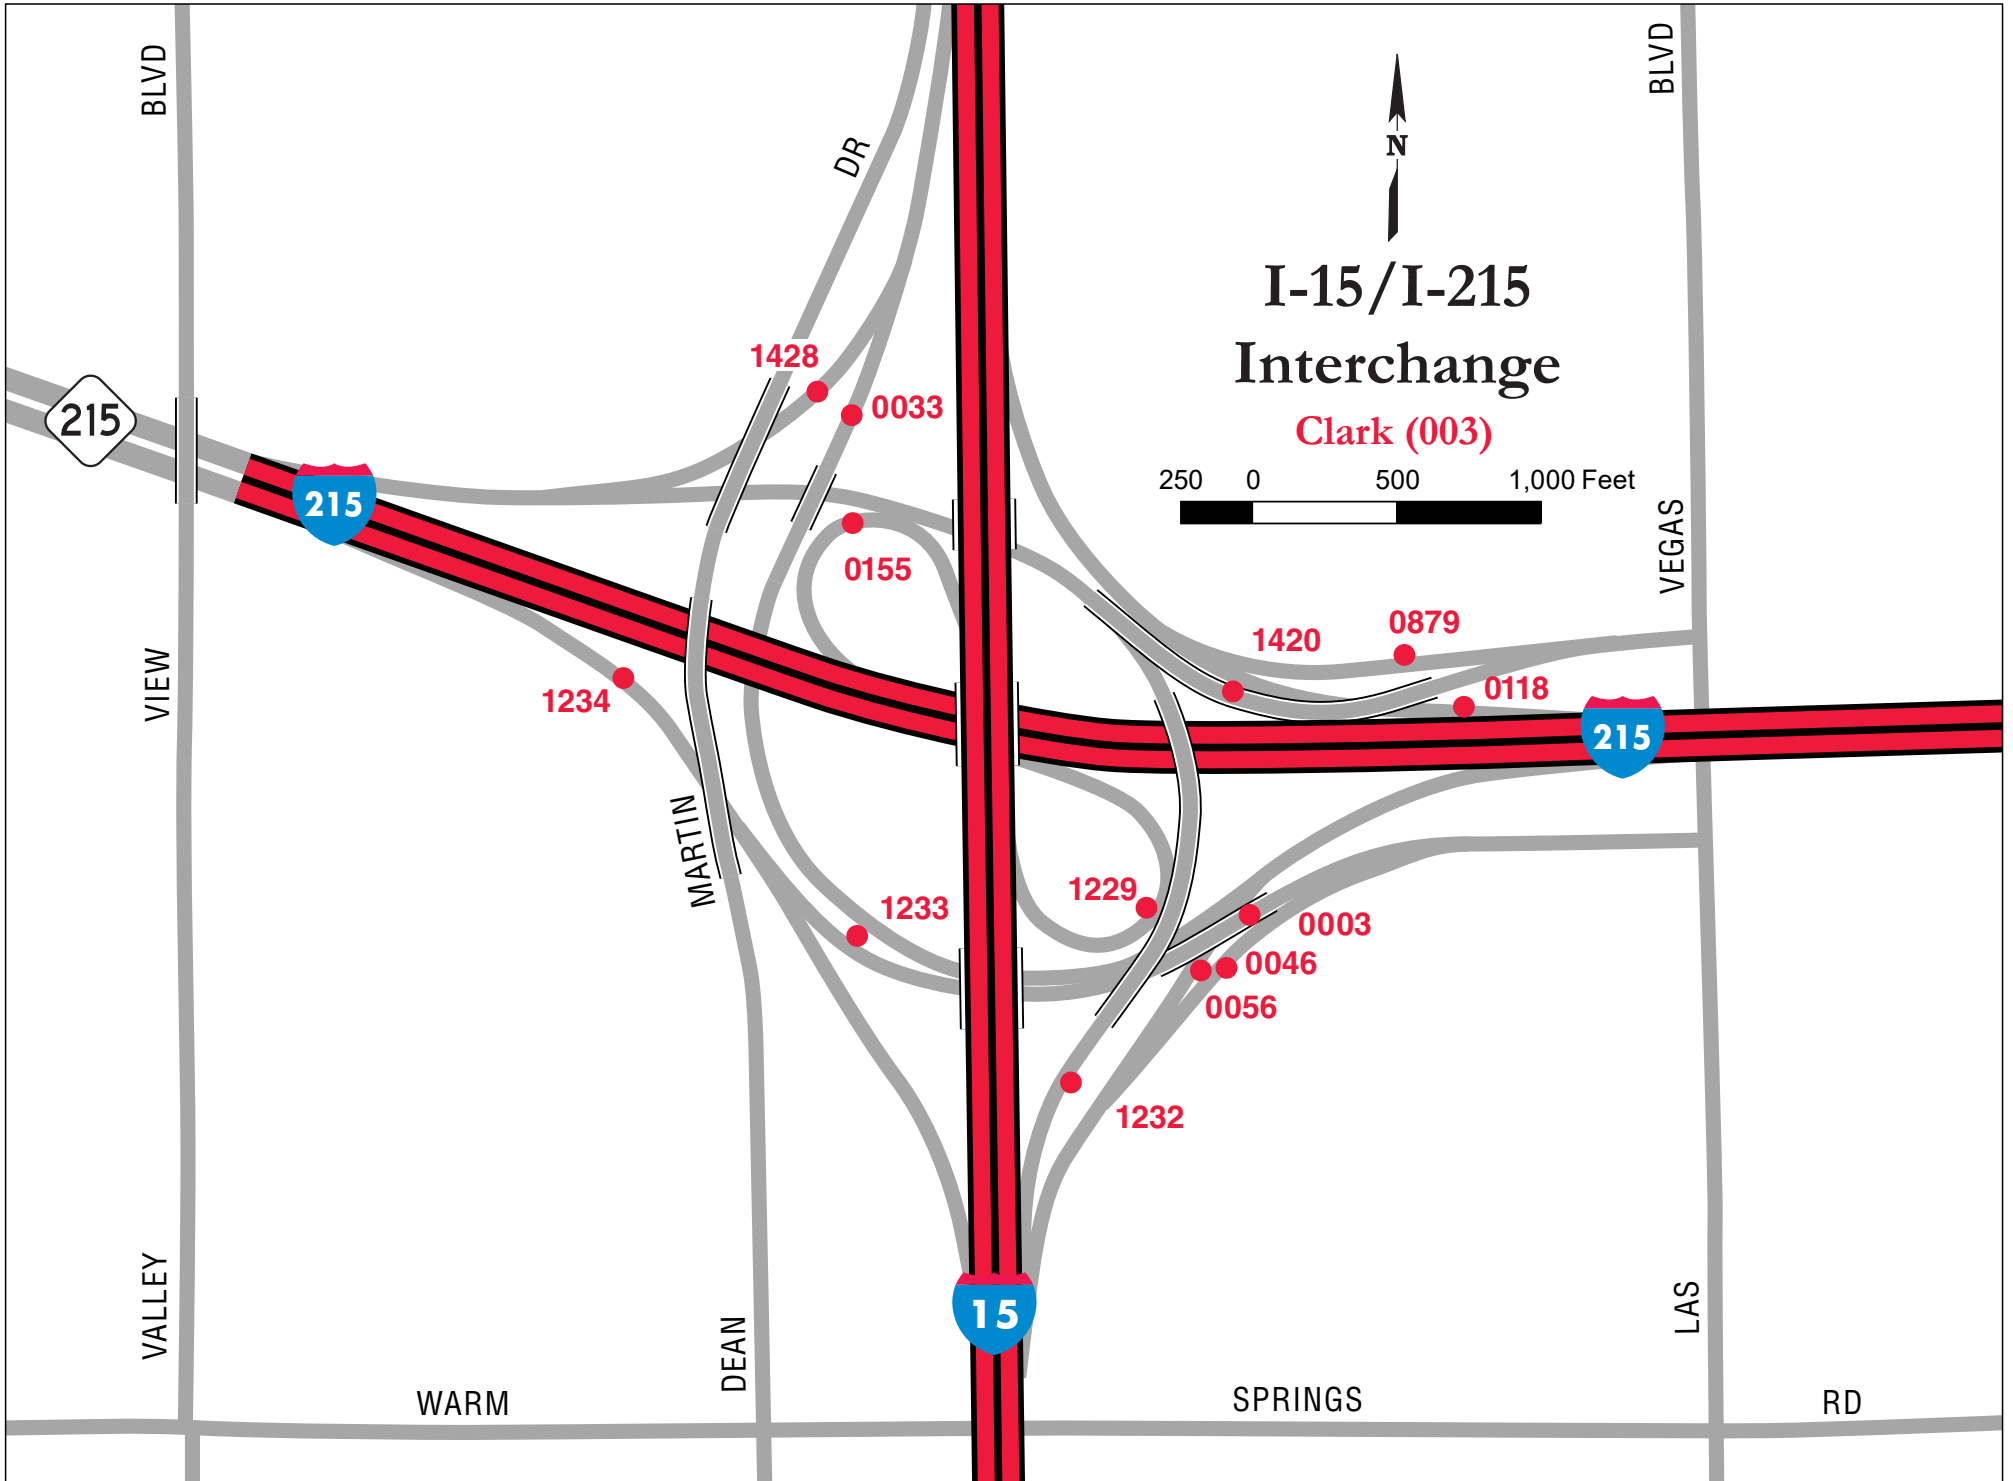 BLVD
BLVD
DR
N
I-15/I-215
Interchange
Clark (003)
250 0 500 1,000 Feet
1428
0033
215
215
0155
VEGAS
1420
0879
0118
VIEW
1234
215
MARTIN
1229
1233
0003
0046
0056
1232
VALLEY
DEAN
15
LAS
WARM
SPRINGS
RD